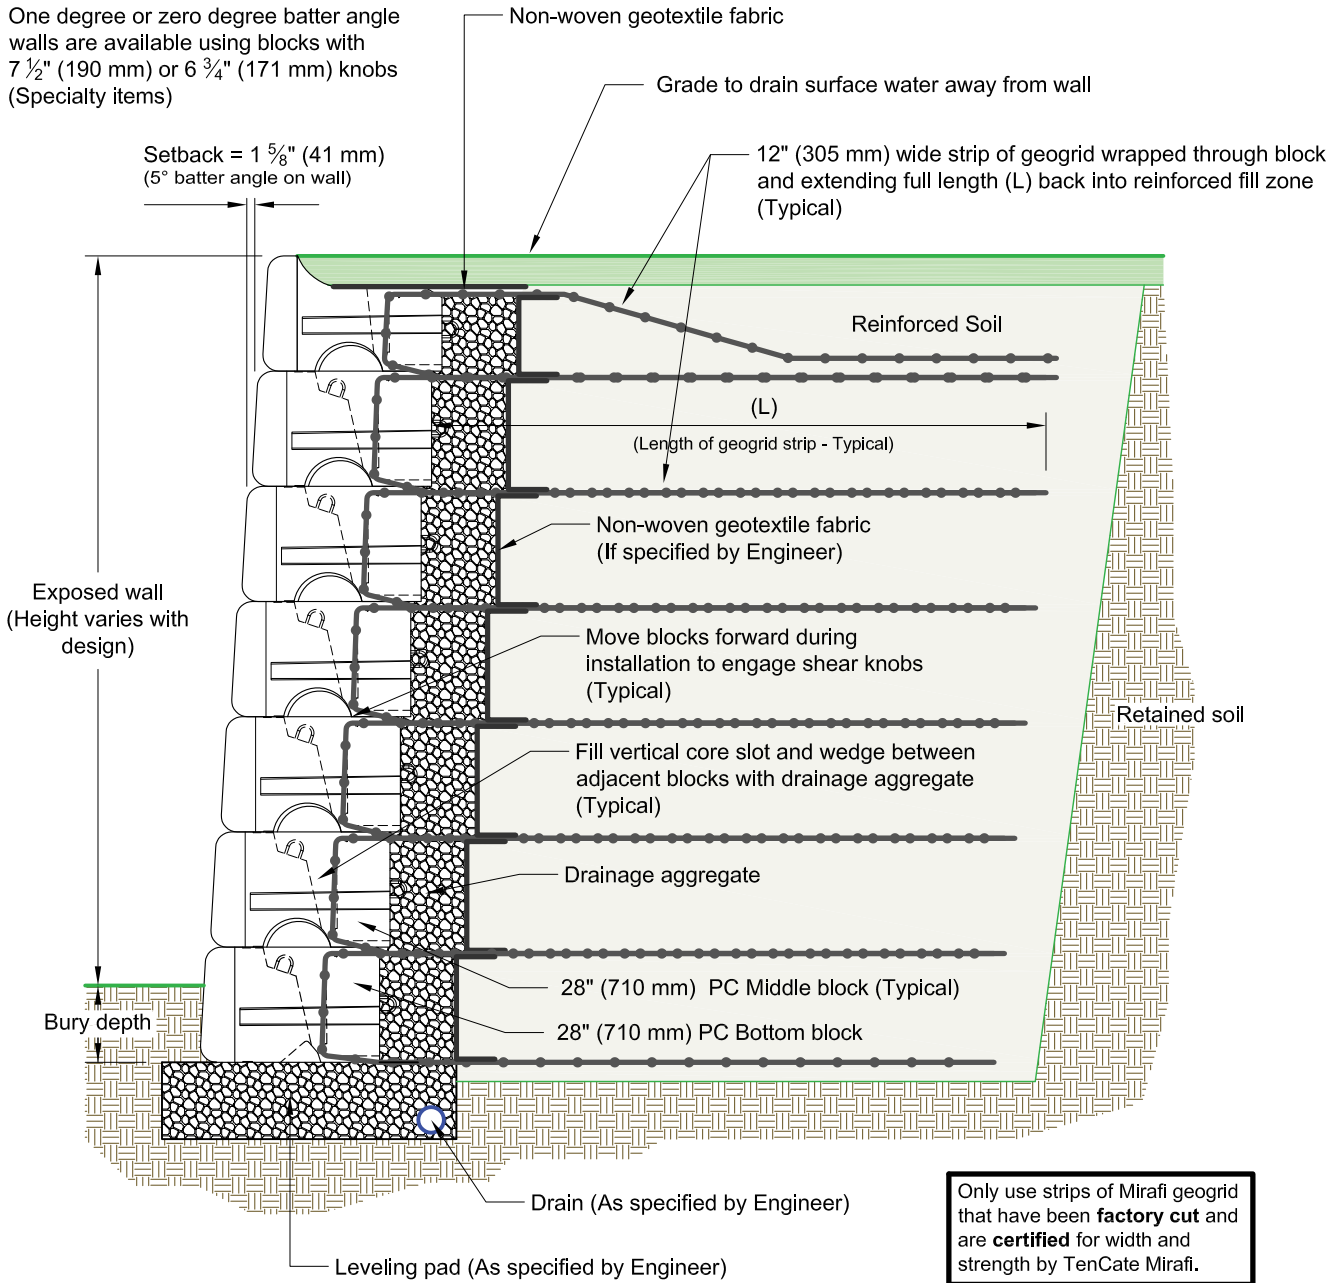 One degree or zero degree batter angle
walls are available using blocks with
7 ½" (190 mm) or 6 ¾" (171 mm) knobs
(Specialty items)
Non-woven geotextile fabric
Grade to drain surface water away from wall
Setback = 1 ⅝" (41 mm)
(5° batter angle on wall)
12" (305 mm) wide strip of geogrid wrapped through block
and extending full length (L) back into reinforced fill zone
(Typical)
Reinforced Soil
(L)
(Length of geogrid strip - Typical)
Non-woven geotextile fabric
(If specified by Engineer)
Exposed wall
(Height varies with
design)
Move blocks forward during
installation to engage shear knobs
(Typical)
Retained soil
Fill vertical core slot and wedge between
adjacent blocks with drainage aggregate
(Typical)
Drainage aggregate
28" (710 mm)  PC Middle block (Typical)
Bury depth
28" (710 mm) PC Bottom block
Drain (As specified by Engineer)
Leveling pad (As specified by Engineer)
Only use strips of Mirafi geogrid
that have been factory cut and
are certified for width and
strength by TenCate Mirafi.